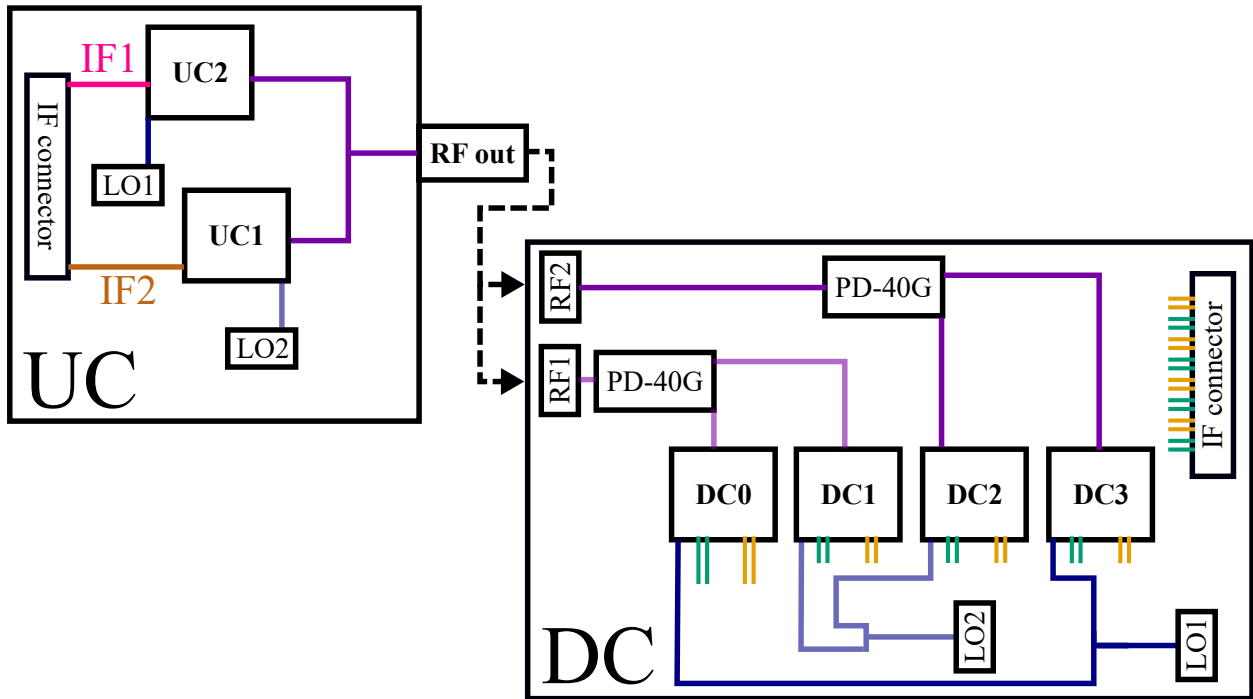 IF1
UC2
IF connector
LO1
RF out
UC1
IF2
LO2
UC
RF2
PD-40G
RF1
PD-40G
IF connector
DC0
DC1
DC2
DC3
DC
LO2
LO1